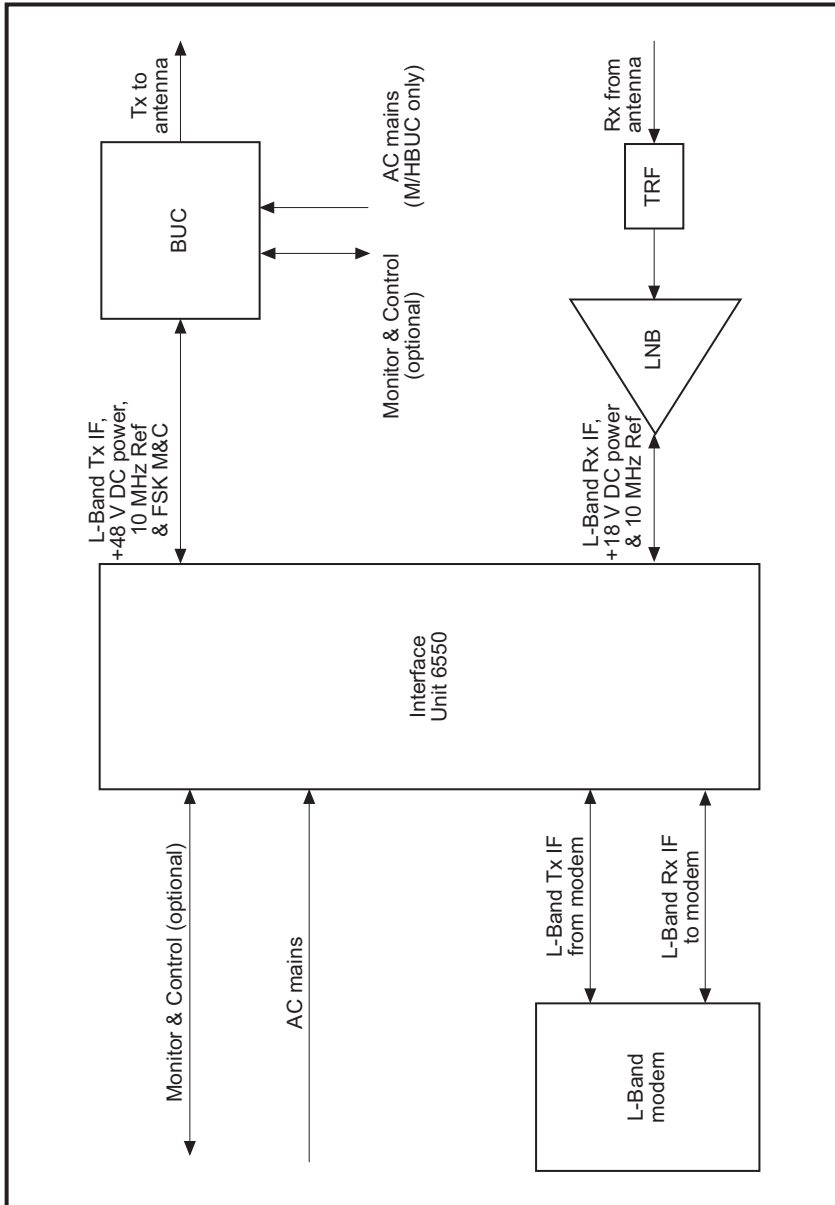 Monitor & Control (optional)
AC mains
L-Band Tx IF
from modem
L-Band Rx IF
to modem
L-Band
modem
Interface
Unit 6550
L-Band Tx IF,
+48 V DC power,
10 MHz Ref
& FSK M&C
BUC
Tx to
antenna
AC mains
(M/HBUC only)
Monitor & Control
(optional)
L-Band Rx IF,
+18 V DC power
& 10 MHz Ref
LNB
TRF
Rx from
antenna